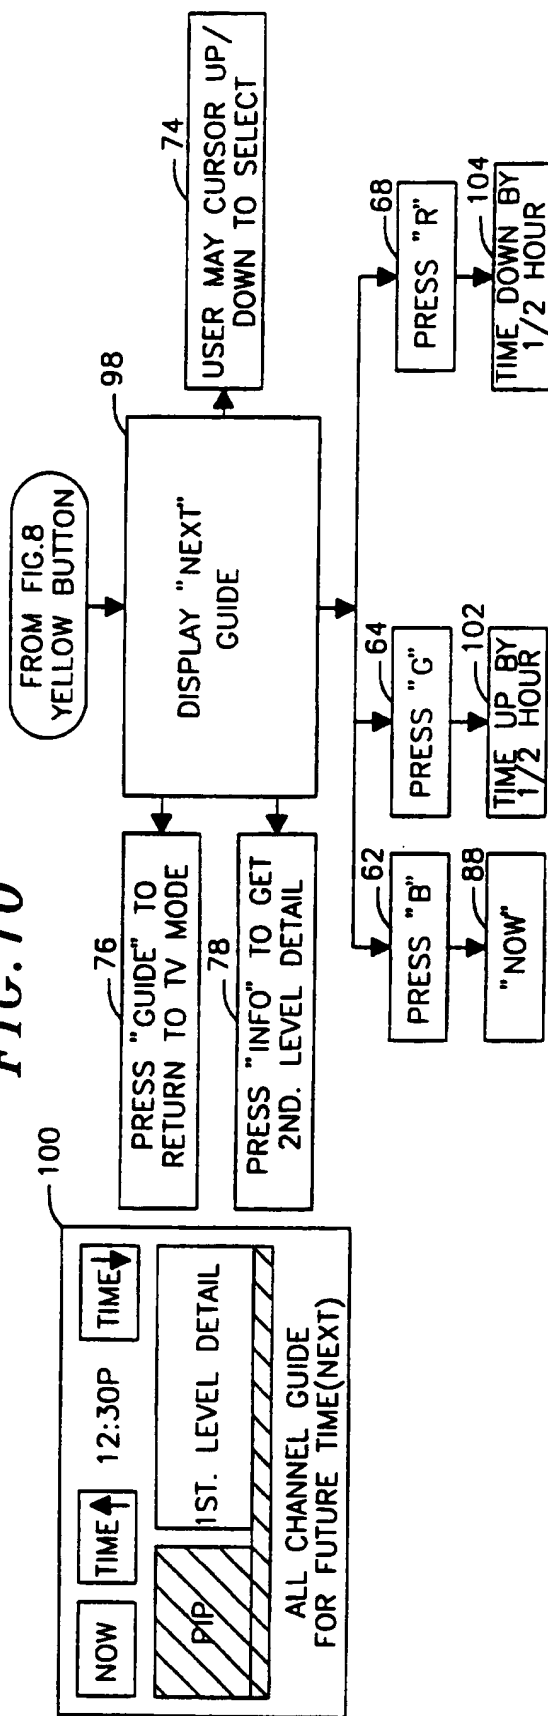 FIG. 10
100
NOW
TIME
12:30P
TIME
PIP
1ST. LEVEL DETAIL
ALL CHANNEL GUIDE
FOR FUTURE TIME(NEXT)
FROM FIG.8
YELLOW BUTTON
98
DISPLAY "NEXT"
GUIDE
76
PRESS "GUIDE" TO
RETURN TO TV MODE
78
PRESS "INFO" TO GET
2ND. LEVEL DETAIL
74
USER MAY CURSOR UP/
DOWN TO SELECT
62
PRESS "B"
88
"NOW"
64
PRESS "G"
102
TIME UP BY
1/2 HOUR
68
PRESS "R"
104
TIME DOWN BY
1/2 HOUR